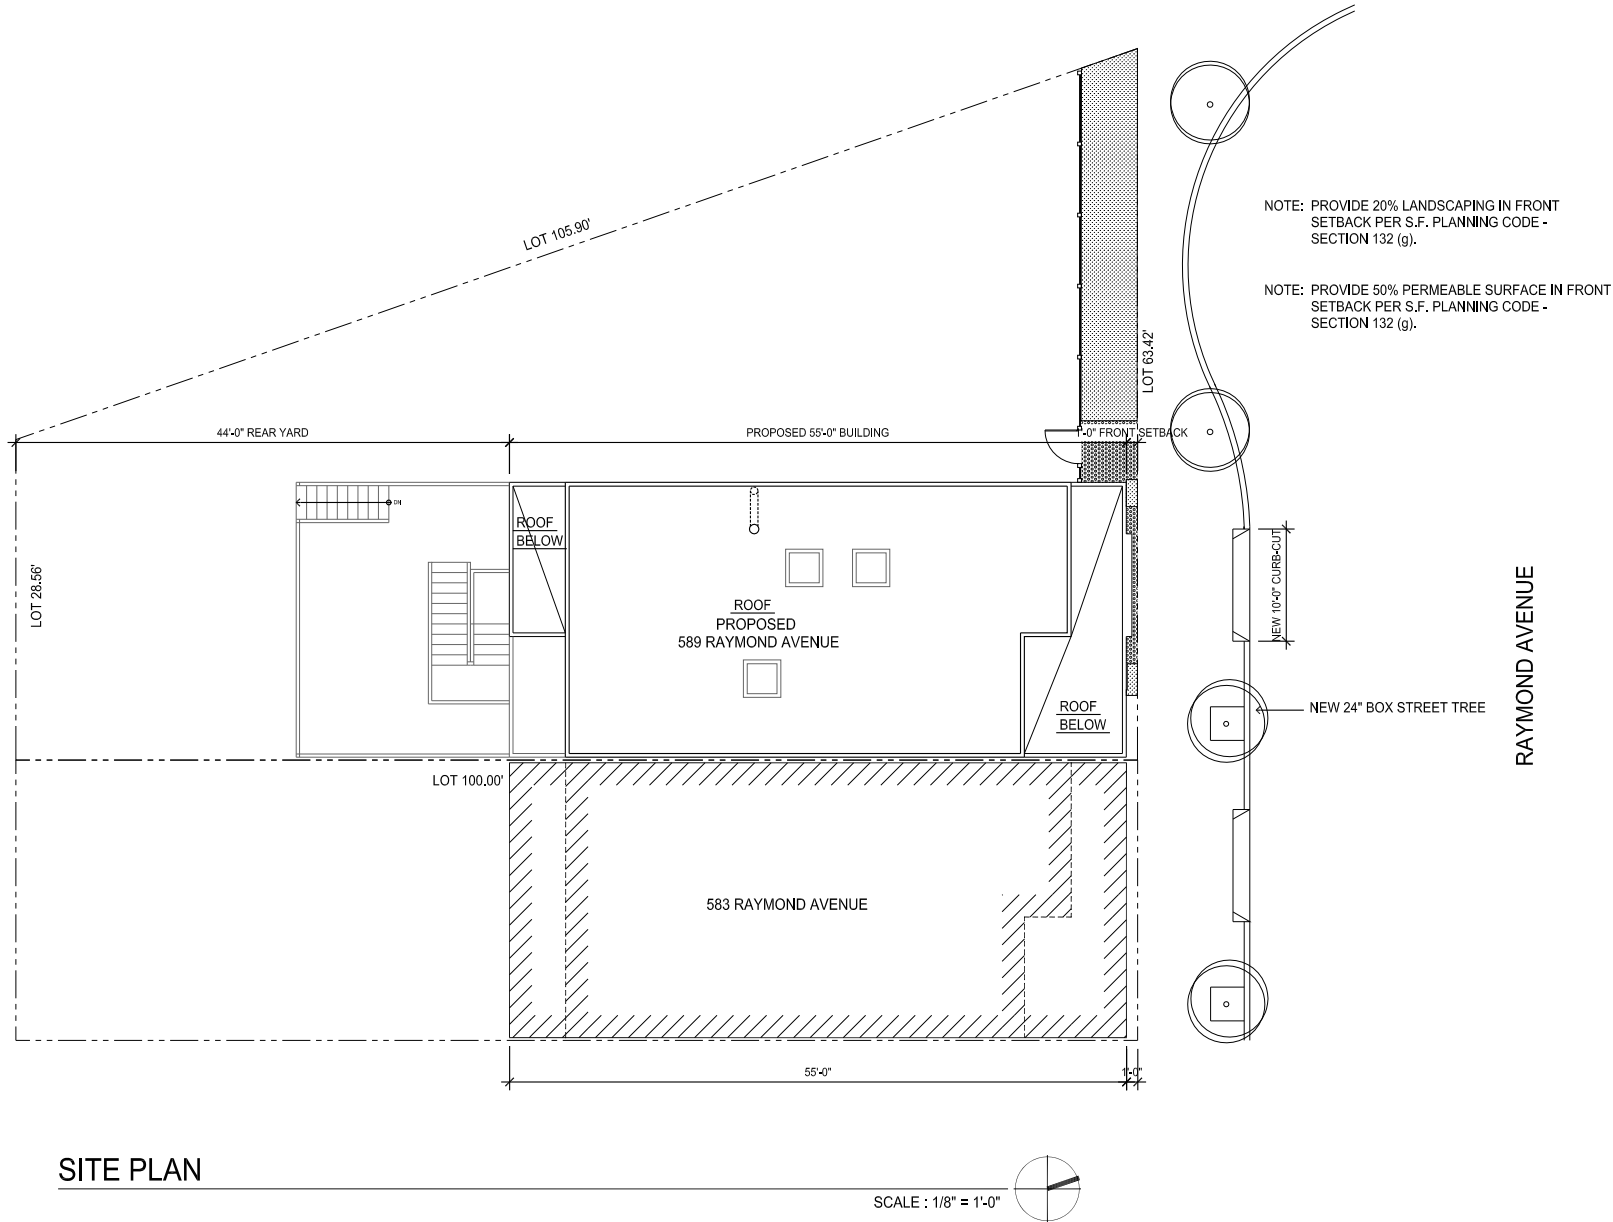 NOTE: PROVIDE 20% LANDSCAPING IN FRONT
SETBACK PER S.F. PLANNING CODE -
SECTION 132 (g).
NOTE: PROVIDE 50% PERMEABLE SURFACE IN FRONT
SETBACK PER S.F. PLANNING CODE -
SECTION 132 (g).
LOT 105.90'
LOT 63.42'
44'-0" REAR YARD
PROPOSED 55'-0" BUILDING
1'-0" FRONT SETBACK
DN
ROOF
BELOW
LOT 28.56'
ROOF
PROPOSED
589 RAYMOND AVENUE
NEW 10'-0" CURB-CUT
RAYMOND AVENUE
ROOF
BELOW
NEW 24" BOX STREET TREE
LOT 100.00'
583 RAYMOND AVENUE
55'-0"
1'-0"
SITE PLAN
SCALE : 1/8" = 1'-0"